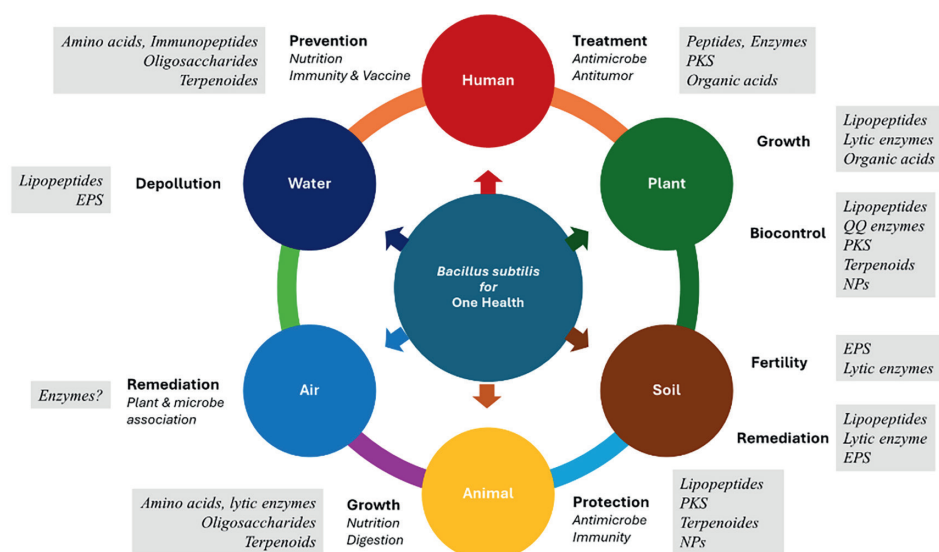 Amino acids, Immunopeptides
Oligosaccharides
Terpenoides
Prevention
Nutrition
Immunity & Vaccine
Human
Treatment
Antimicrobe
Antitumor
Peptides, Enzymes
PKS
Organic acids
Growth
Lipopeptides
Lytic enzymes
Organic acids
Lipopeptides
EPS
Depollution
Water
Plant
Biocontrol
Lipopeptides
QQ enzymes
PKS
Terpenoids
NPs
Bacillus subtilis
for
One Health
Enzymes?
Remediation
Plant & microbe
association
Air
Soil
Fertility
EPS
Lytic enzymes
Remediation
Lipopeptides
Lytic enzyme
EPS
Amino acids, lytic enzymes
Oligosaccharides
Terpenoids
Growth
Nutrition
Digestion
Animal
Protection
Antimicrobe
Immunity
Lipopeptides
PKS
Terpenoides
NPs